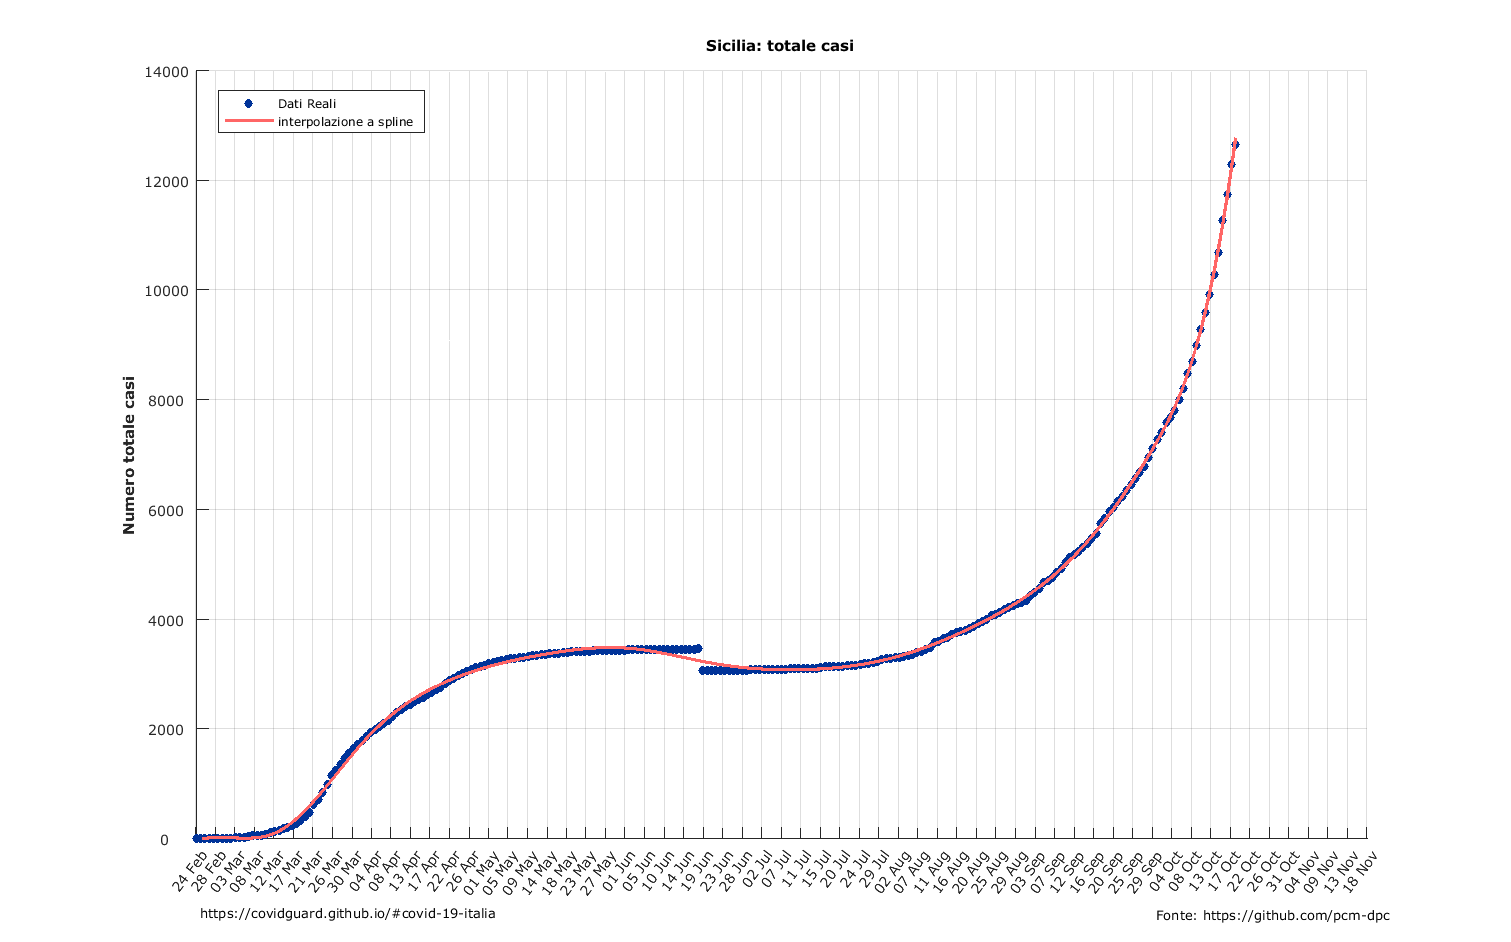 Sicilia: totale casi
14000
12000
10000
8000
6000
4000
2000
0
Numero totale casi
Dati Reali
interpolazione a spline
24 Feb
28 Feb
03 Mar
08 Mar
12 Mar
17 Mar
21 Mar
26 Mar
30 Mar
04 Apr
08 Apr
13 Apr
17 Apr
22 Apr
26 Apr
01 May
05 May
09 May
14 May
18 May
23 May
27 May
01 Jun
05 Jun
10 Jun
14 Jun
19 Jun
23 Jun
28 Jun
02 Jul
07 Jul
11 Jul
15 Jul
20 Jul
24 Jul
29 Jul
02 Aug
07 Aug
11 Aug
16 Aug
20 Aug
25 Aug
29 Aug
03 Sep
07 Sep
12 Sep
16 Sep
20 Sep
25 Sep
29 Sep
04 Oct
08 Oct
13 Oct
17 Oct
22 Oct
26 Oct
31 Oct
04 Nov
09 Nov
13 Nov
18 Nov
https://covidguard.github.io/#covid-19-italia
Fonte: https://github.com/pcm-dpc